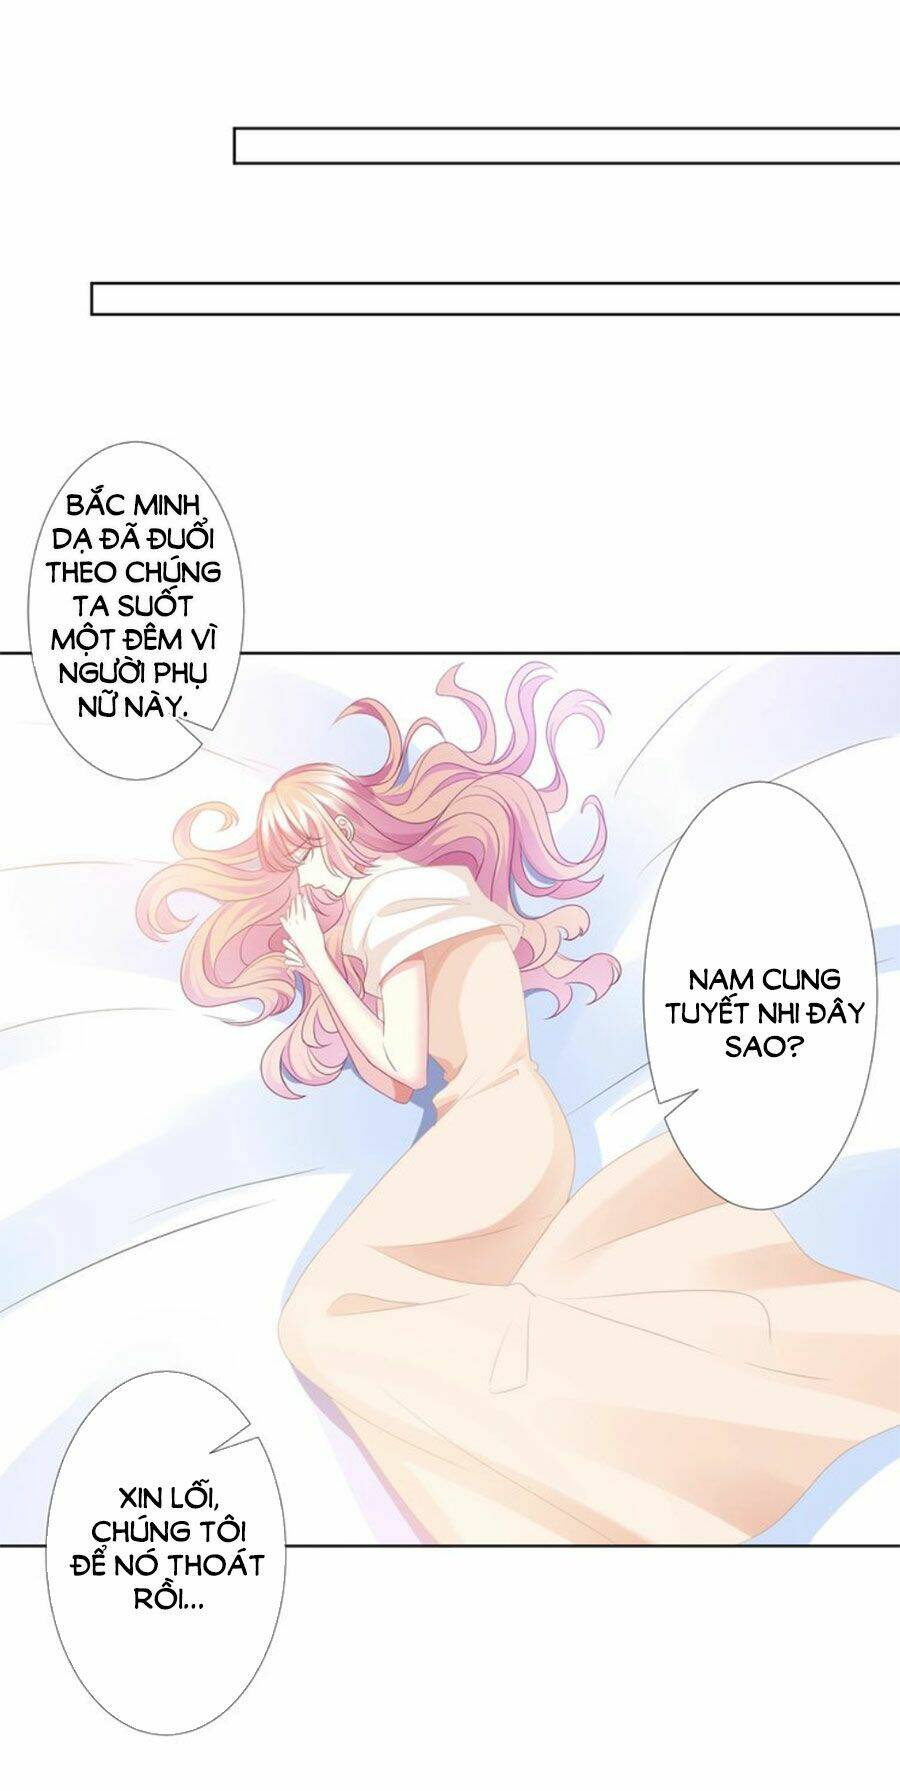 BẮC MINH
DẠ ĐÃ ĐUỔI
THEO CHÚNG
TA SUỐT
MỘT ĐÊM VÌ
NGƯỜI PHỤ
NỮ NÀY.
NAM CUNG
TUYẾT NHI ĐÂY
SAO?
XIN LỖI,
CHÚNG TÔI
ĐỂ NÓ THOÁT
RỒI...